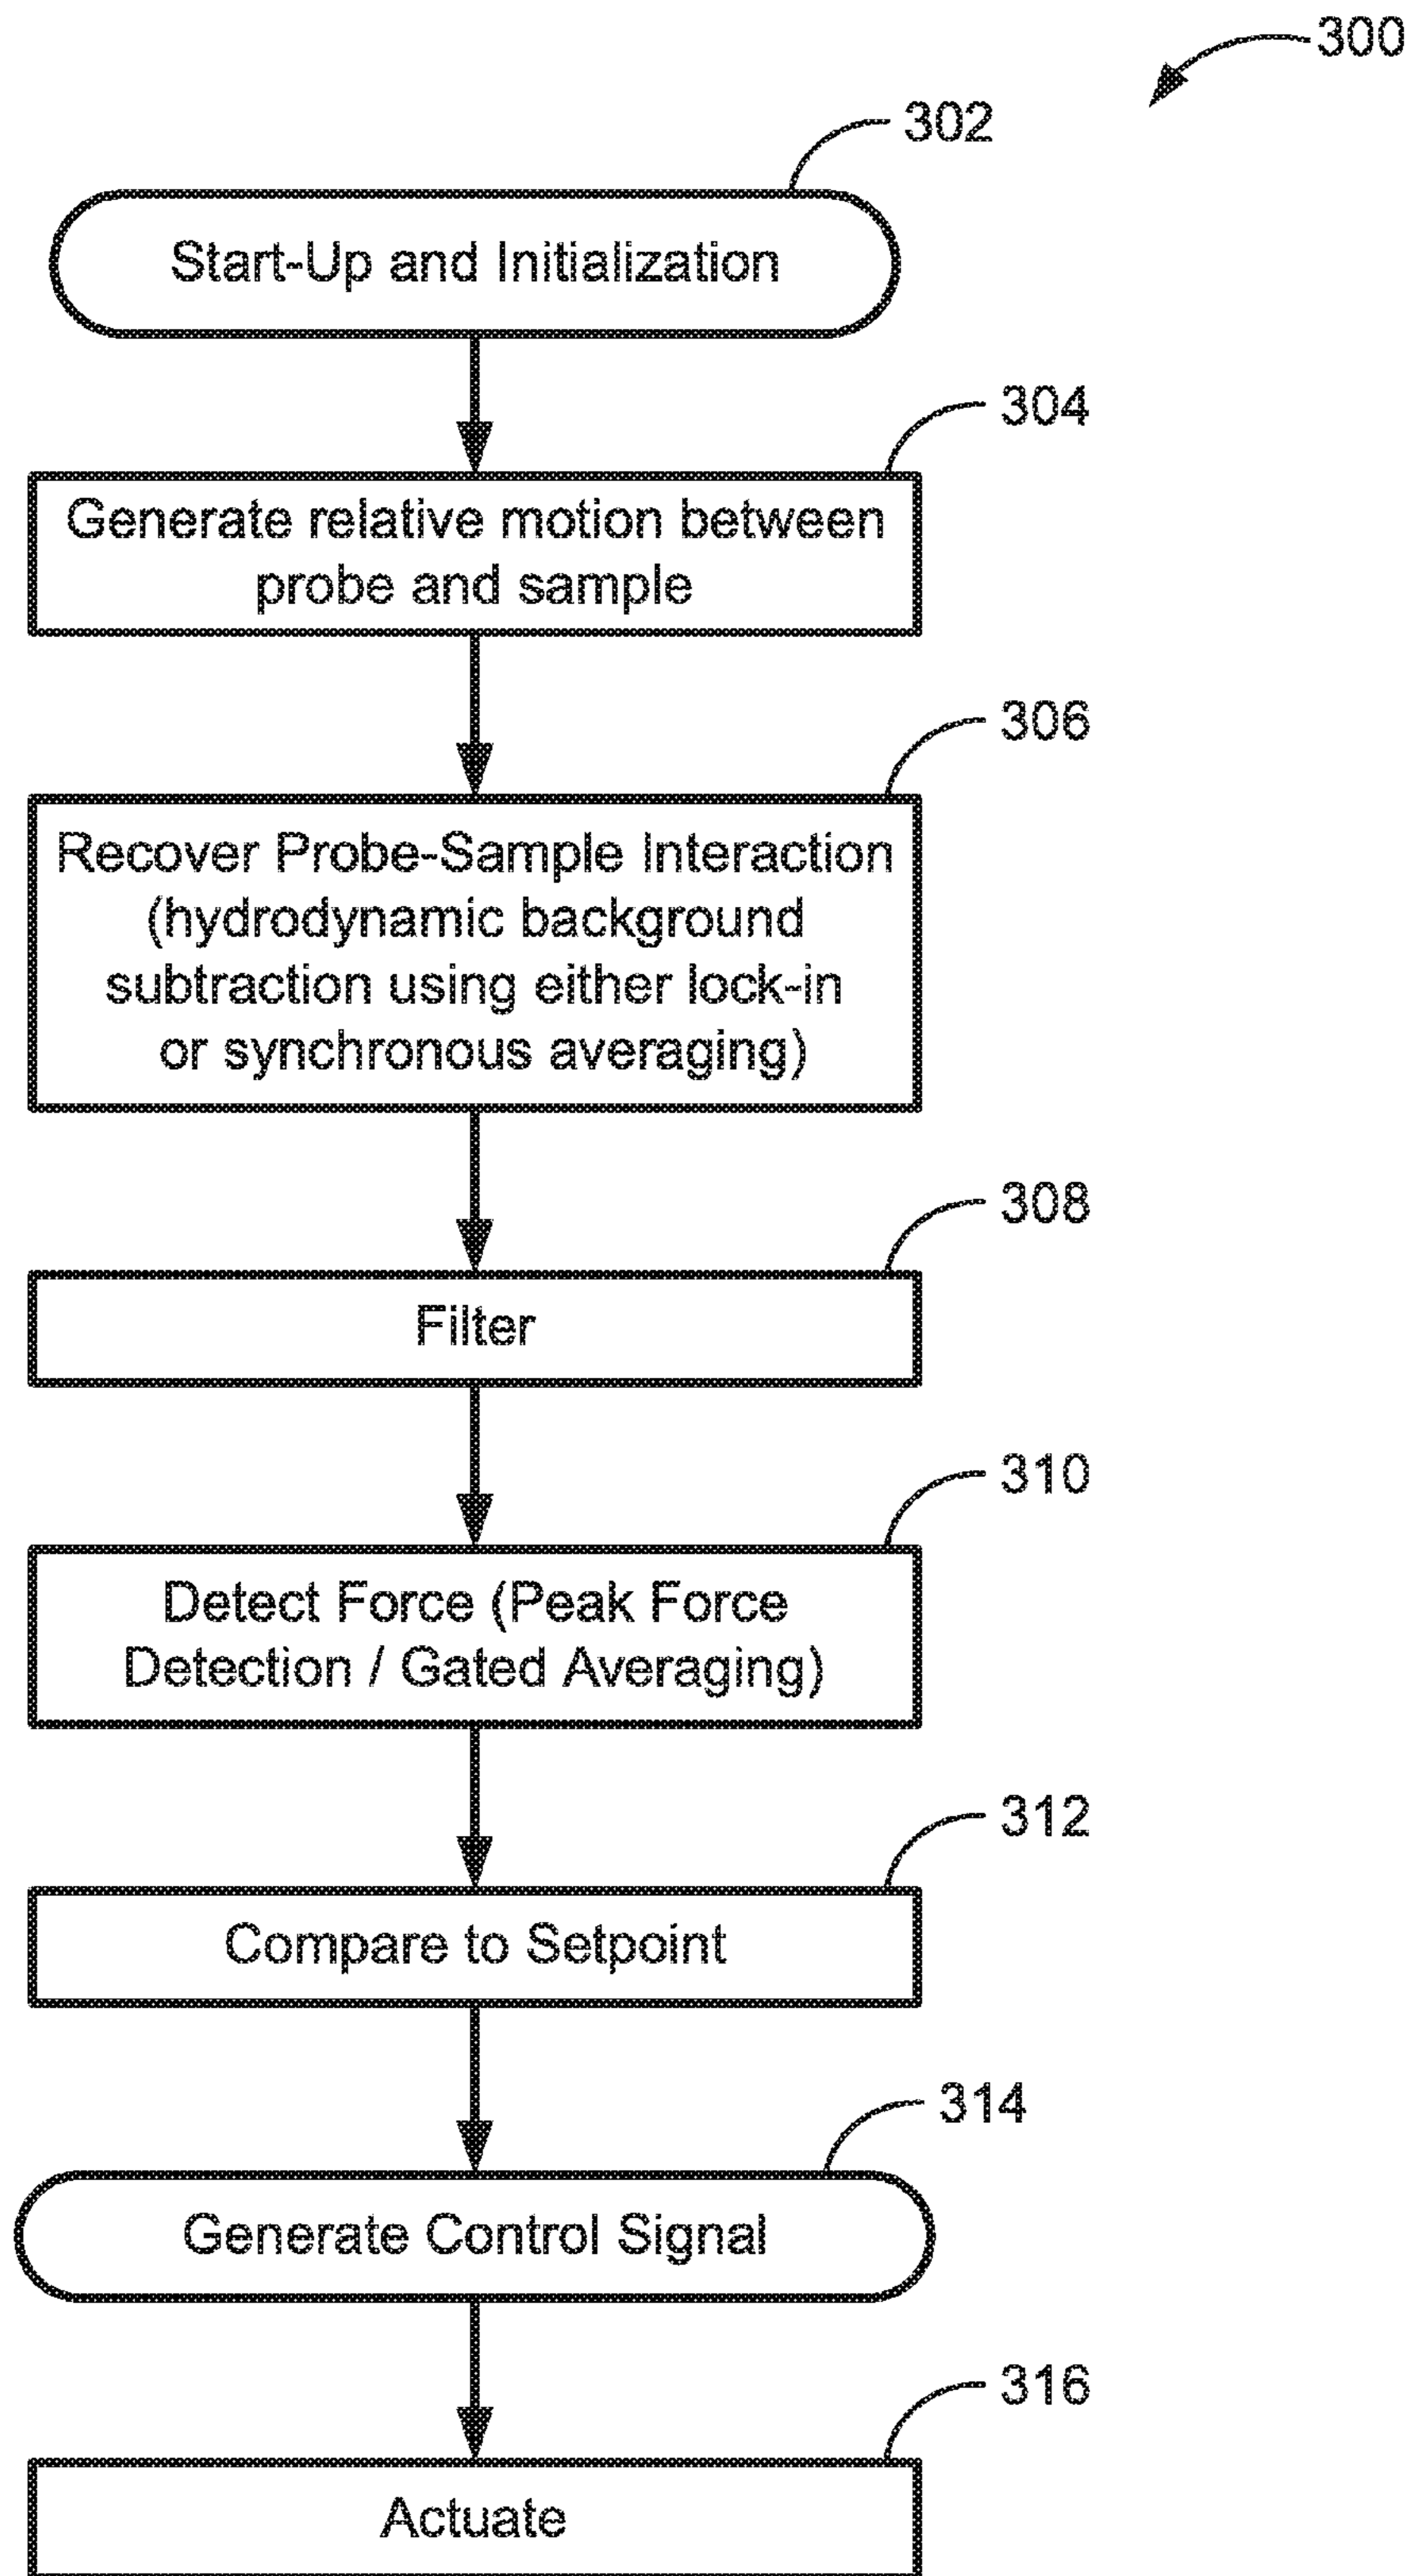 300
302
Start-Up and Initialization
304
Generate relative motion between
probe and sample
306
Recover Probe-Sample Interaction
(hydrodynamic background
subtraction using either lock-in
or synchronous averaging)
308
Filter
310
Detect Force (Peak Force
Detection / Gated Averaging)
312
Compare to Setpoint
314
Generate Control Signal
316
Actuate